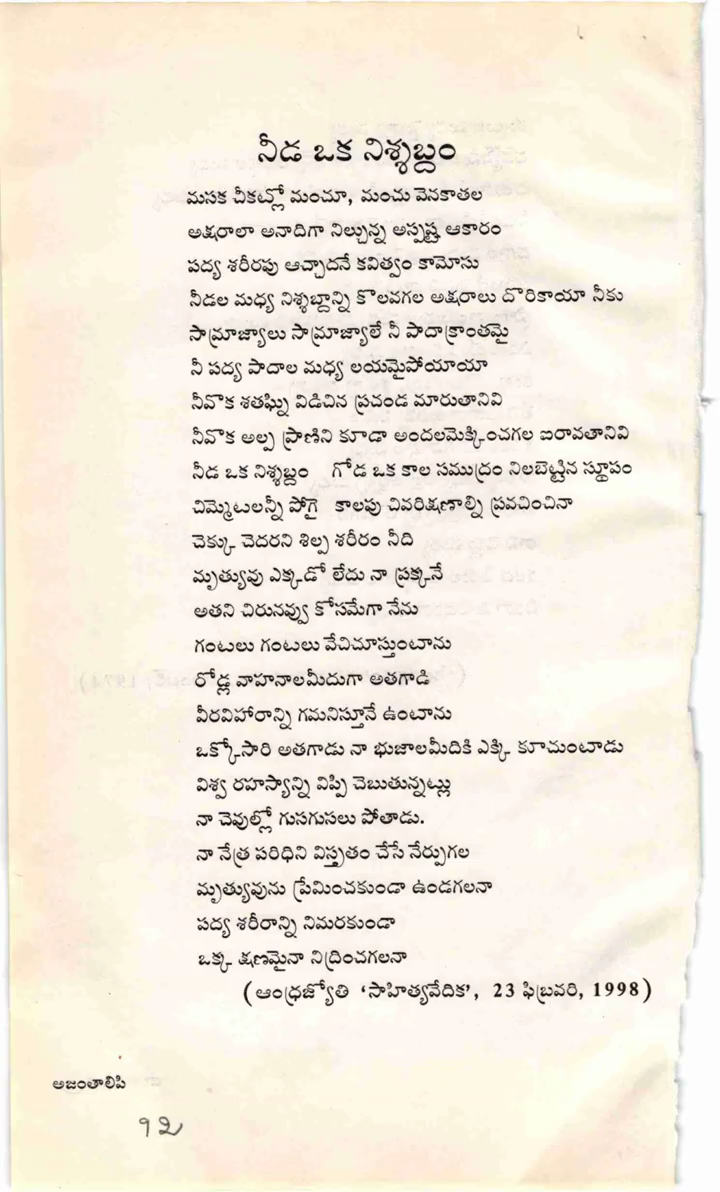 నీడ ఒక నిశ్శబ్దం
మసక చీకట్లో మంచూ, మంచు వెనకాతల
అక్షరాలా అనాదిగా నిల్చున్న అస్పష్ట ఆకారం
పద్య శరీరపు ఆచ్ఛాదనే కవిత్వం కామోసు
నీడల మధ్య నిశ్శబ్దాన్ని కొలవగల అక్షరాలు దొరికాయా నీకు
సామ్రాజ్యాలు సామ్రాజ్యాలే నీ పాదాక్రాంతమై
నీ పద్య పాదాల మధ్య లయమైపోయాయా
నీవొక శతఘ్ని విడిచిన ప్రచండ మారుతానివి
నీవొక అల్ప ప్రాణిని కూడా అందలమెక్కించగల ఐరావతానివి
నీడ ఒక నిశ్శబ్దం గోడ ఒక కాల సముద్రం నిలబెట్టిన స్థూపం
చిమ్మెటలన్నీ పోగై కాలపు చివరిక్షణాల్ని ప్రవచించినా
చెక్కు చెదరని శిల్ప శరీరం నీది
మృత్యువు ఎక్కడో లేదు నా ప్రక్కనే
అతని చిరునవ్వు కోసమేగా నేను
గంటలు గంటలు వేచిచూస్తుంటాను
రోడ్ల వాహనాలమీదుగా అతగాడి
వీరవిహారాన్ని గమనిస్తూనే ఉంటాను
ఒక్కోసారి అతగాడు నా భుజాలమీదికి ఎక్కి కూచుంటాడు
విశ్వ రహస్యాన్ని విప్పి చెబుతున్నట్లు
నా చెవుల్లో గుసగుసలు పోతాడు.
నా నేత్ర పరిధిని విస్తృతం చేసే నేర్పుగల
మృత్యువును ప్రేమించకుండా ఉండగలనా
పద్య శరీరాన్ని నిమరకుండా
ఒక్క క్షణమైనా నిద్రించగలనా
(ఆంధ్రజ్యోతి ‘సాహిత్యవేదిక’, 23 ఫిబ్రవరి, 1998)
అజంతాలిపి
92